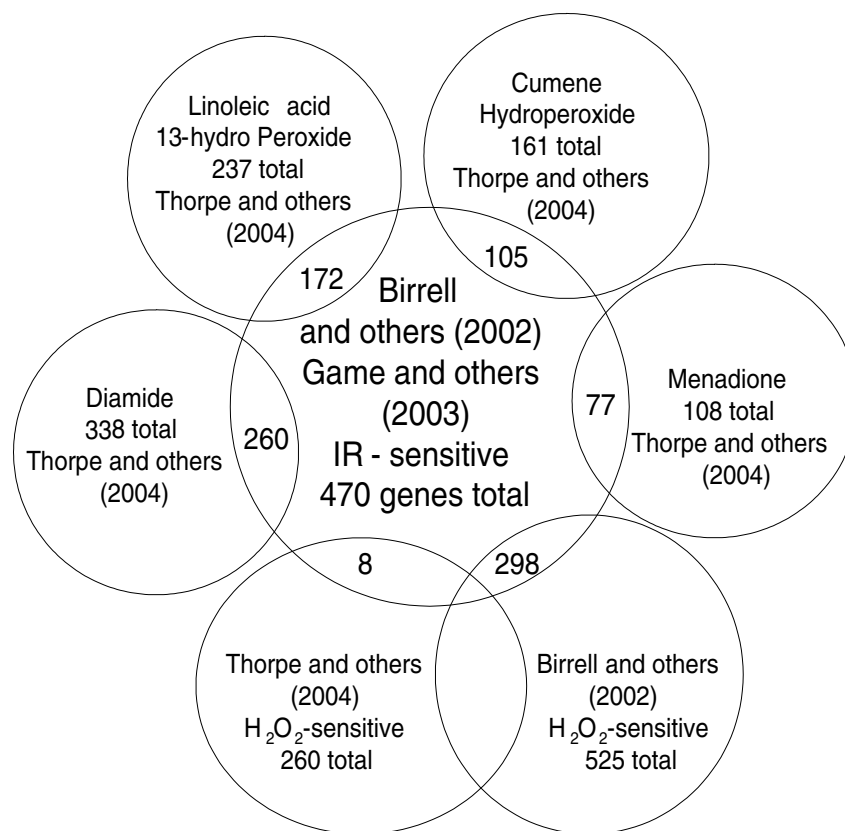 Linoleic acid
13-hydro Peroxide
237 total
Thorpe and others
(2004)
Cumene
Hydroperoxide
161 total
Thorpe and others
(2004)
172
105
Birrell
and others (2002)
Game and others
(2003)
IR - sensitive
470 genes total
Diamide
338 total
Thorpe and others
(2004)
260
77
Menadione
108 total
Thorpe and others
(2004)
8
298
Thorpe and others
(2004)
H₂O₂-sensitive
260 total
Birrell and others
(2002)
H₂O₂-sensitive
525 total